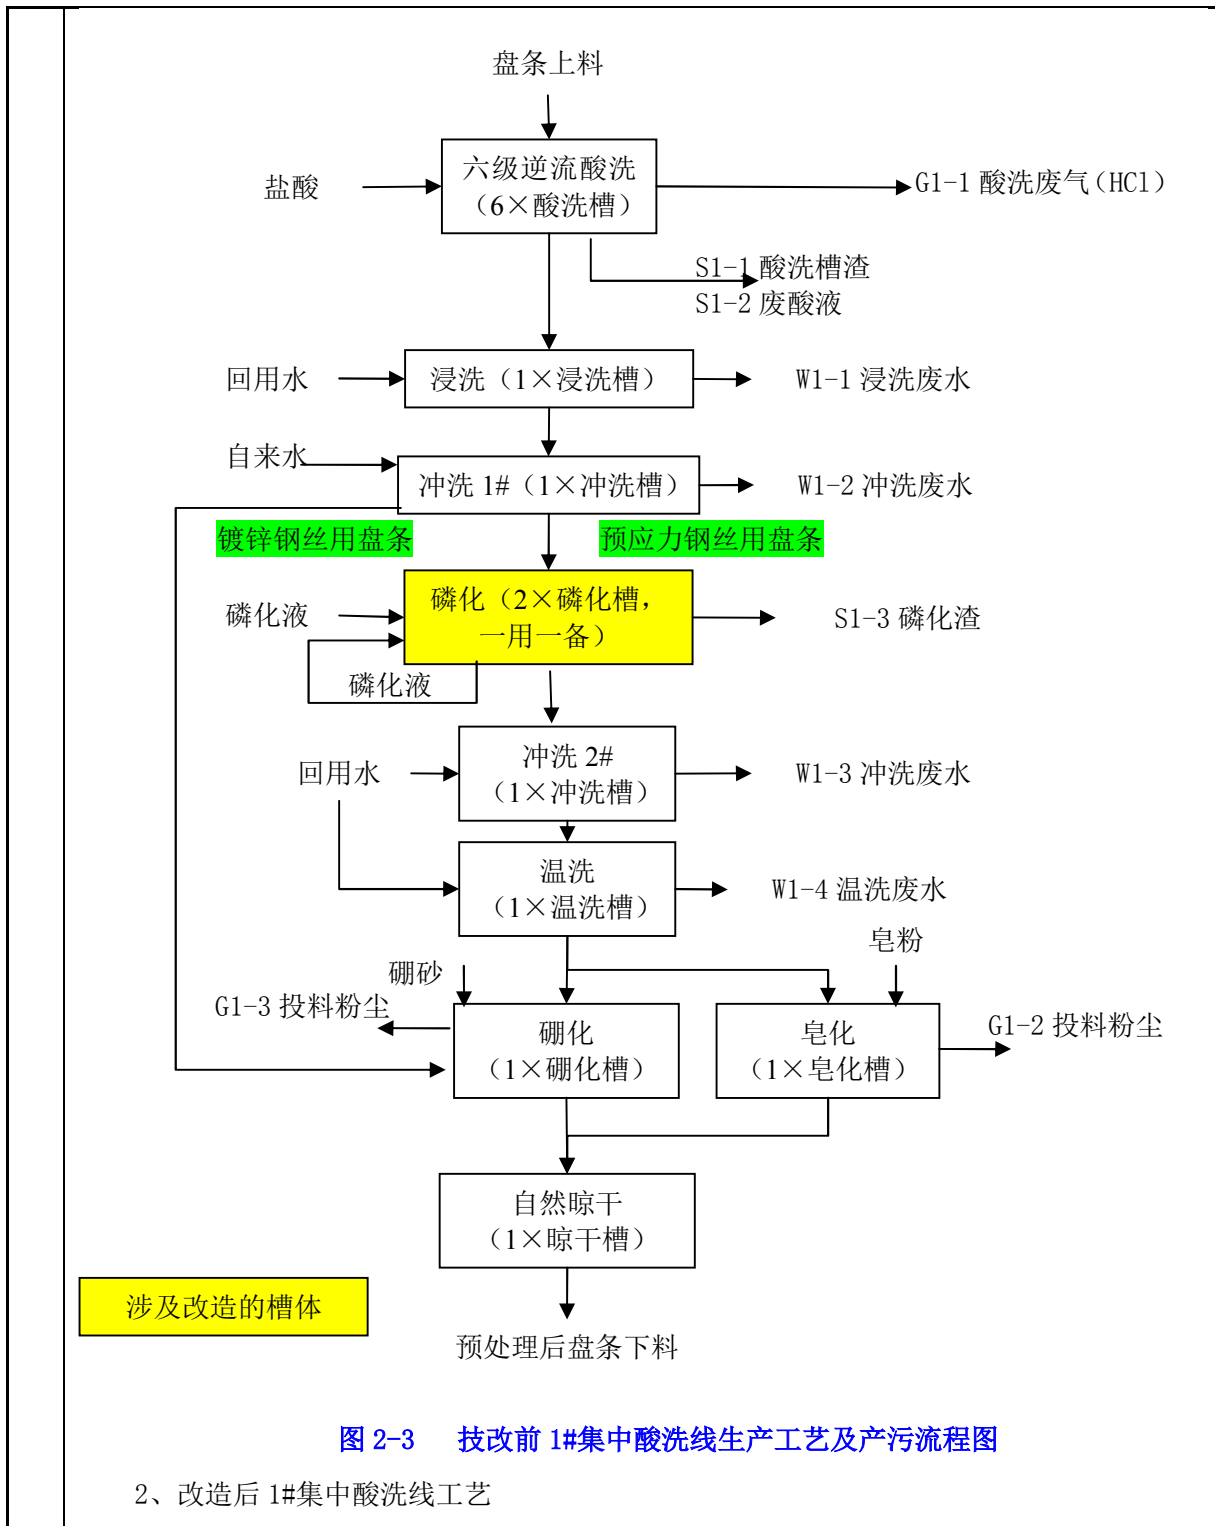 盘条上料
六级逆流酸洗
（6×酸洗槽）
盐酸
G1-1 酸洗废气（HCl）
S1-1 酸洗槽渣
S1-2 废酸液
回用水
浸洗（1×浸洗槽）
W1-1 浸洗废水
自来水
冲洗 1#（1×冲洗槽）
W1-2 冲洗废水
镀锌钢丝用盘条
预应力钢丝用盘条
磷化液
磷化（2×磷化槽，
一用一备）
S1-3 磷化渣
磷化液
回用水
冲洗 2#
（1×冲洗槽）
W1-3 冲洗废水
温洗
（1×温洗槽）
W1-4 温洗废水
皂粉
硼砂
G1-3 投料粉尘
硼化
（1×硼化槽）
皂化
（1×皂化槽）
G1-2 投料粉尘
自然晾干
（1×晾干槽）
涉及改造的槽体
预处理后盘条下料
图 2-3 技改前 1#集中酸洗线生产工艺及产污流程图
2、改造后 1#集中酸洗线工艺